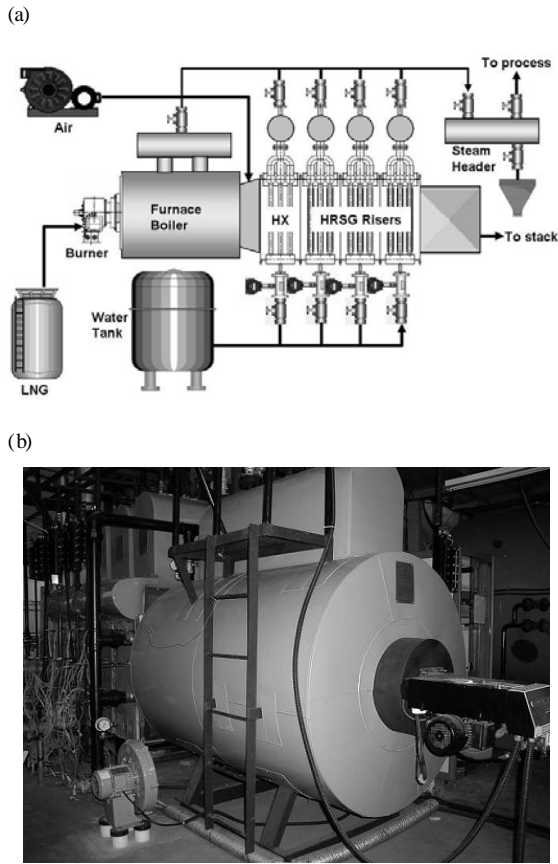 (a)
To process
Air
Steam
Header
Furnace
Boiler
HX
HRSG Risers
Burner
To stack
Water
Tank
LNG
(b)